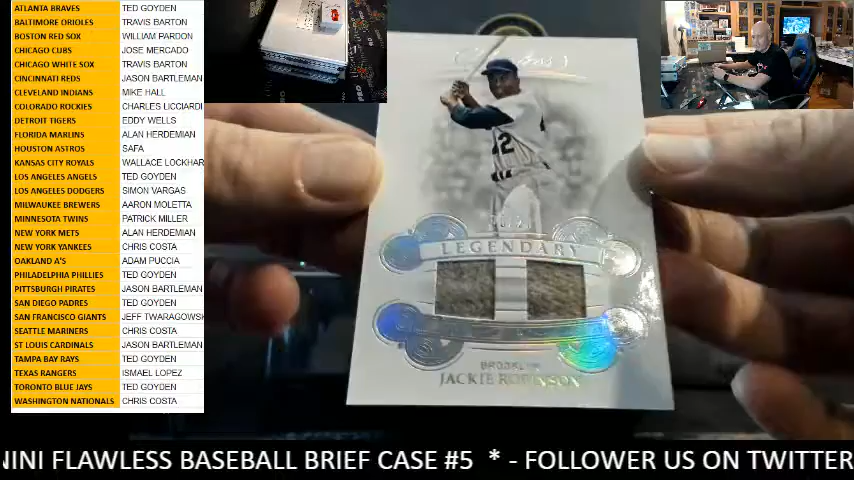 ATLANTA BRAVES TED GOYDEN
BALTIMORE ORIOLES TRAVIS BARTON
BOSTON RED SOX WILLIAM PARDON
CHICAGO CUBS JOSE MERCADO
CHICAGO WHITE SOX TRAVIS BARTON
CINCINNATI REDS JASON BARTLEMAN
CLEVELAND INDIANS MIKE HALL
COLORADO ROCKIES CHARLES LICCIARDI
DETROIT TIGERS EDDY WELLS
FLORIDA MARLINS ALAN HERDEMIAN
HOUSTON ASTROS SAFA
KANSAS CITY ROYALS WALLACE LOCKHAR
LOS ANGELES ANGELS TED GOYDEN
LOS ANGELES DODGERS SIMON VARGAS
MILWAUKEE BREWERS AARON MOLETTA
MINNESOTA TWINS PATRICK MILLER
NEW YORK METS ALAN HERDEMIAN
NEW YORK YANKEES CHRIS COSTA
OAKLAND A'S ADAM PUCCIA
PHILADELPHIA PHILLIES TED GOYDEN
PITTSBURGH PIRATES JASON BARTLEMAN
SAN DIEGO PADRES TED GOYDEN
SAN FRANCISCO GIANTS JEFF TWARAGOWSK
SEATTLE MARINERS CHRIS COSTA
ST LOUIS CARDINALS JASON BARTLEMAN
TAMPA BAY RAYS TED GOYDEN
TEXAS RANGERS ISMAEL LOPEZ
TORONTO BLUE JAYS TED GOYDEN
WASHINGTON NATIONALS CHRIS COSTA
LEGENDARY
BROOKLYN
JACKIE ROBINSON
NINI FLAWLESS BASEBALL BRIEF CASE #5 * - FOLLOWER US ON TWITTER